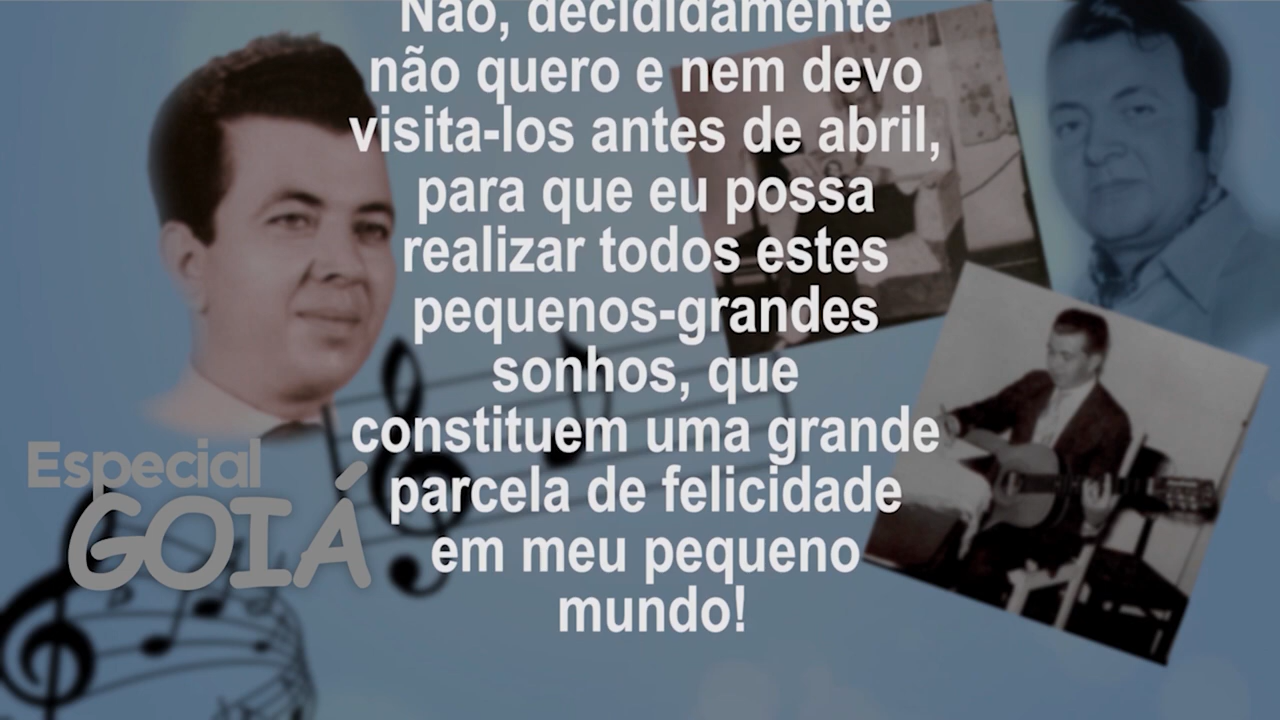 Não, decididamente
não quero e nem devo
visita-los antes de abril,
para que eu possa
realizar todos estes
pequenos-grandes
sonhos, que
constituem uma grande
parcela de felicidade
em meu pequeno
mundo!
Especial
GOIÁ